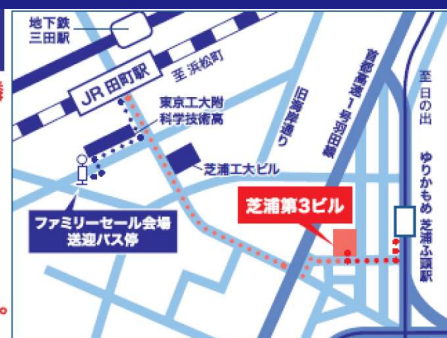 地下鉄
三田駅
JR 田町駅
至 浜松町
東京工大附
科学技術高
芝浦工大ビル
旧海岸通り
首都高速1号羽田線
至 日の出
ゆりかもめ 芝浦ふ頭駅
芝浦第3ビル
ファミリーセール会場
送迎バス停
。